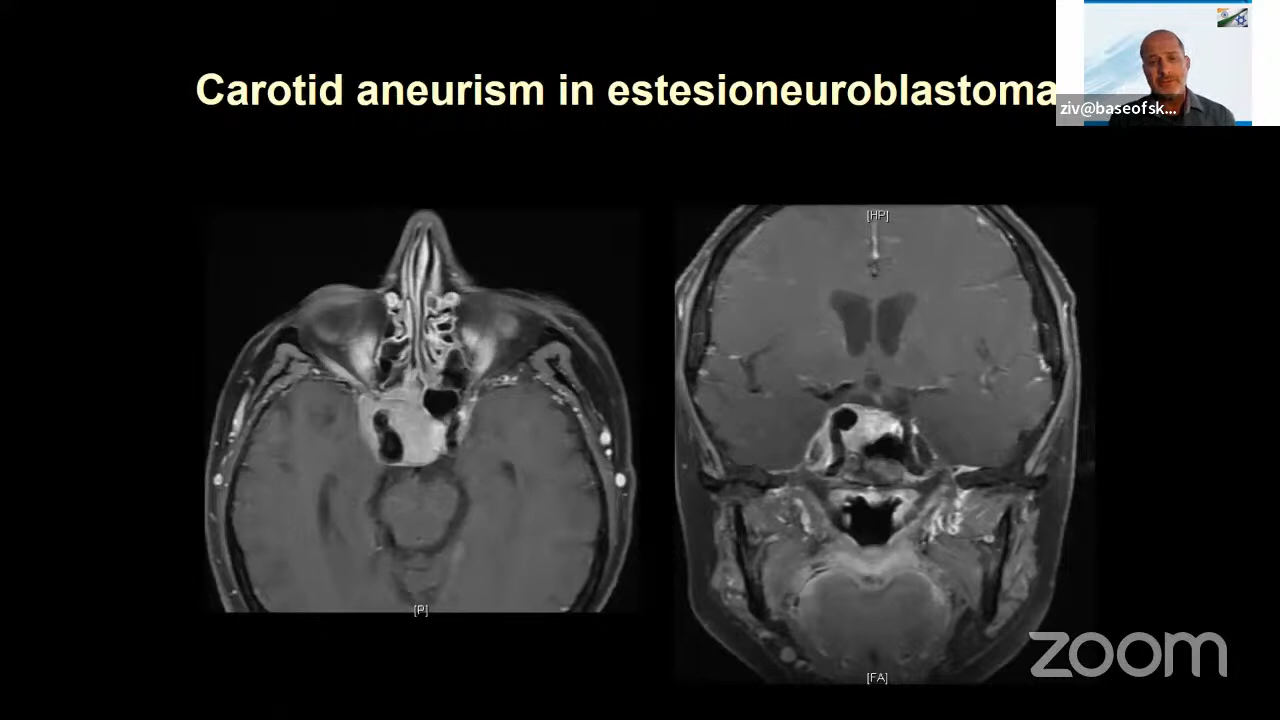 Carotid aneurism in estesioneuroblastoma
ziv@baseofsk...
[HP]
[P]
[FA]
zoom